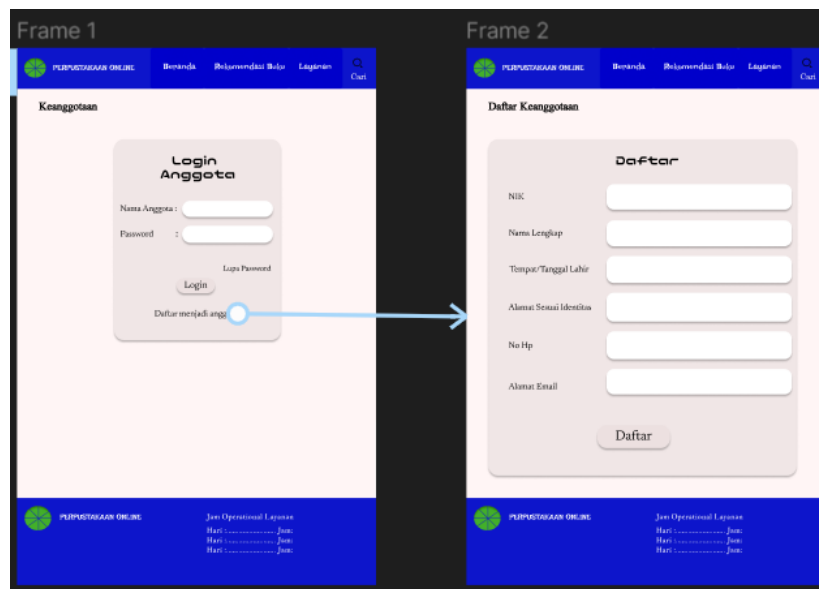 Frame 1
PERPUSTAKAAN ONLINE Beranda Rekomendasi Buku Layanan Cari
Keanggotaan
Login
Anggota
Nama Anggota :
Password :
Lupa Password
Login
Daftar menjadi angg
PERPUSTAKAAN ONLINE
Jam Operational Layanan
Hari : ........................ Jam:
Hari : ........................ Jam:
Hari : ........................ Jam:
Frame 2
PERPUSTAKAAN ONLINE Beranda Rekomendasi Buku Layanan Cari
Daftar Keanggotaan
Daftar
NIK
Nama Lengkap
Tempat/Tanggal Lahir
Alamat Sesuai Identitas
No Hp
Alamat Email
Daftar
PERPUSTAKAAN ONLINE
Jam Operational Layanan
Hari : ........................ Jam:
Hari : ........................ Jam:
Hari : ........................ Jam: